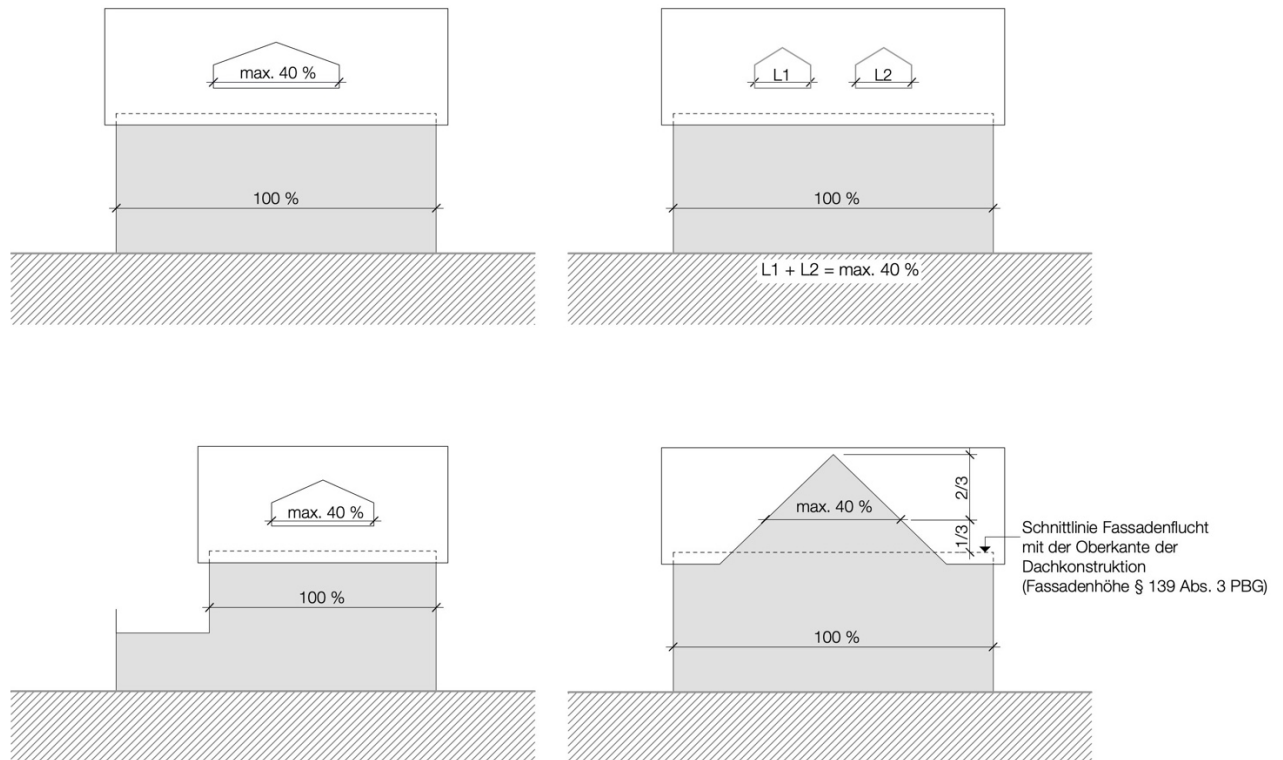 max. 40 %
100 %
L1 L2
100 %
L1 + L2 = max. 40 %
max. 40 %
100 %
max. 40 %
2/3
1/3
100 %
Schnittlinie Fassadenflucht
mit der Oberkante der
Dachkonstruktion
(Fassadenhöhe § 139 Abs. 3 PBG)